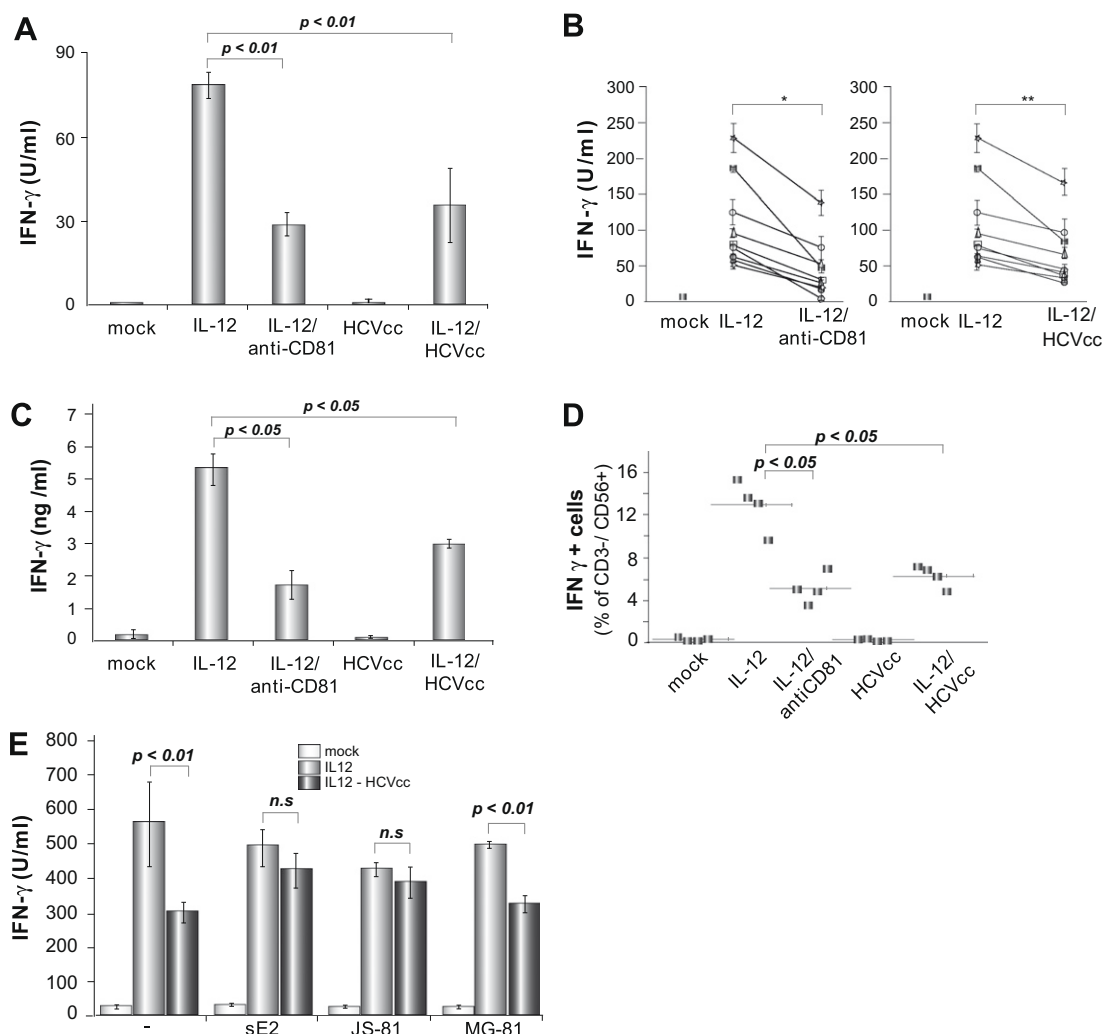 A
p < 0.01
p < 0.01
90
60
30
0
IFN-γ (U/ml)
mock
IL-12
IL-12/
anti-CD81
HCVcc
IL-12/
HCVcc
B
300
250
200
150
100
50
0
IFN-γ (U/ml)
*
mock IL-12
IL-12/
anti-CD81
300
250
200
150
100
50
0
**
mock IL-12
IL-12/
HCVcc
C
p < 0.05
p < 0.05
7
6
5
4
3
2
1
0
IFN-γ (ng /ml)
mock
IL-12
IL-12/
anti-CD81
HCVcc
IL-12/
HCVcc
D
p < 0.05
p < 0.05
16
12
8
4
0
IFN γ + cells
(% of CD3-/ CD56+)
mock
IL-12
IL-12/
antiCD81
HCVcc
IL-12/
HCVcc
E
800
700
600
500
400
300
200
100
0
IFN-γ (U/ml)
mock
IL12
IL12 - HCVcc
p < 0.01
n.s
n.s
p < 0.01
-
sE2
JS-81
MG-81